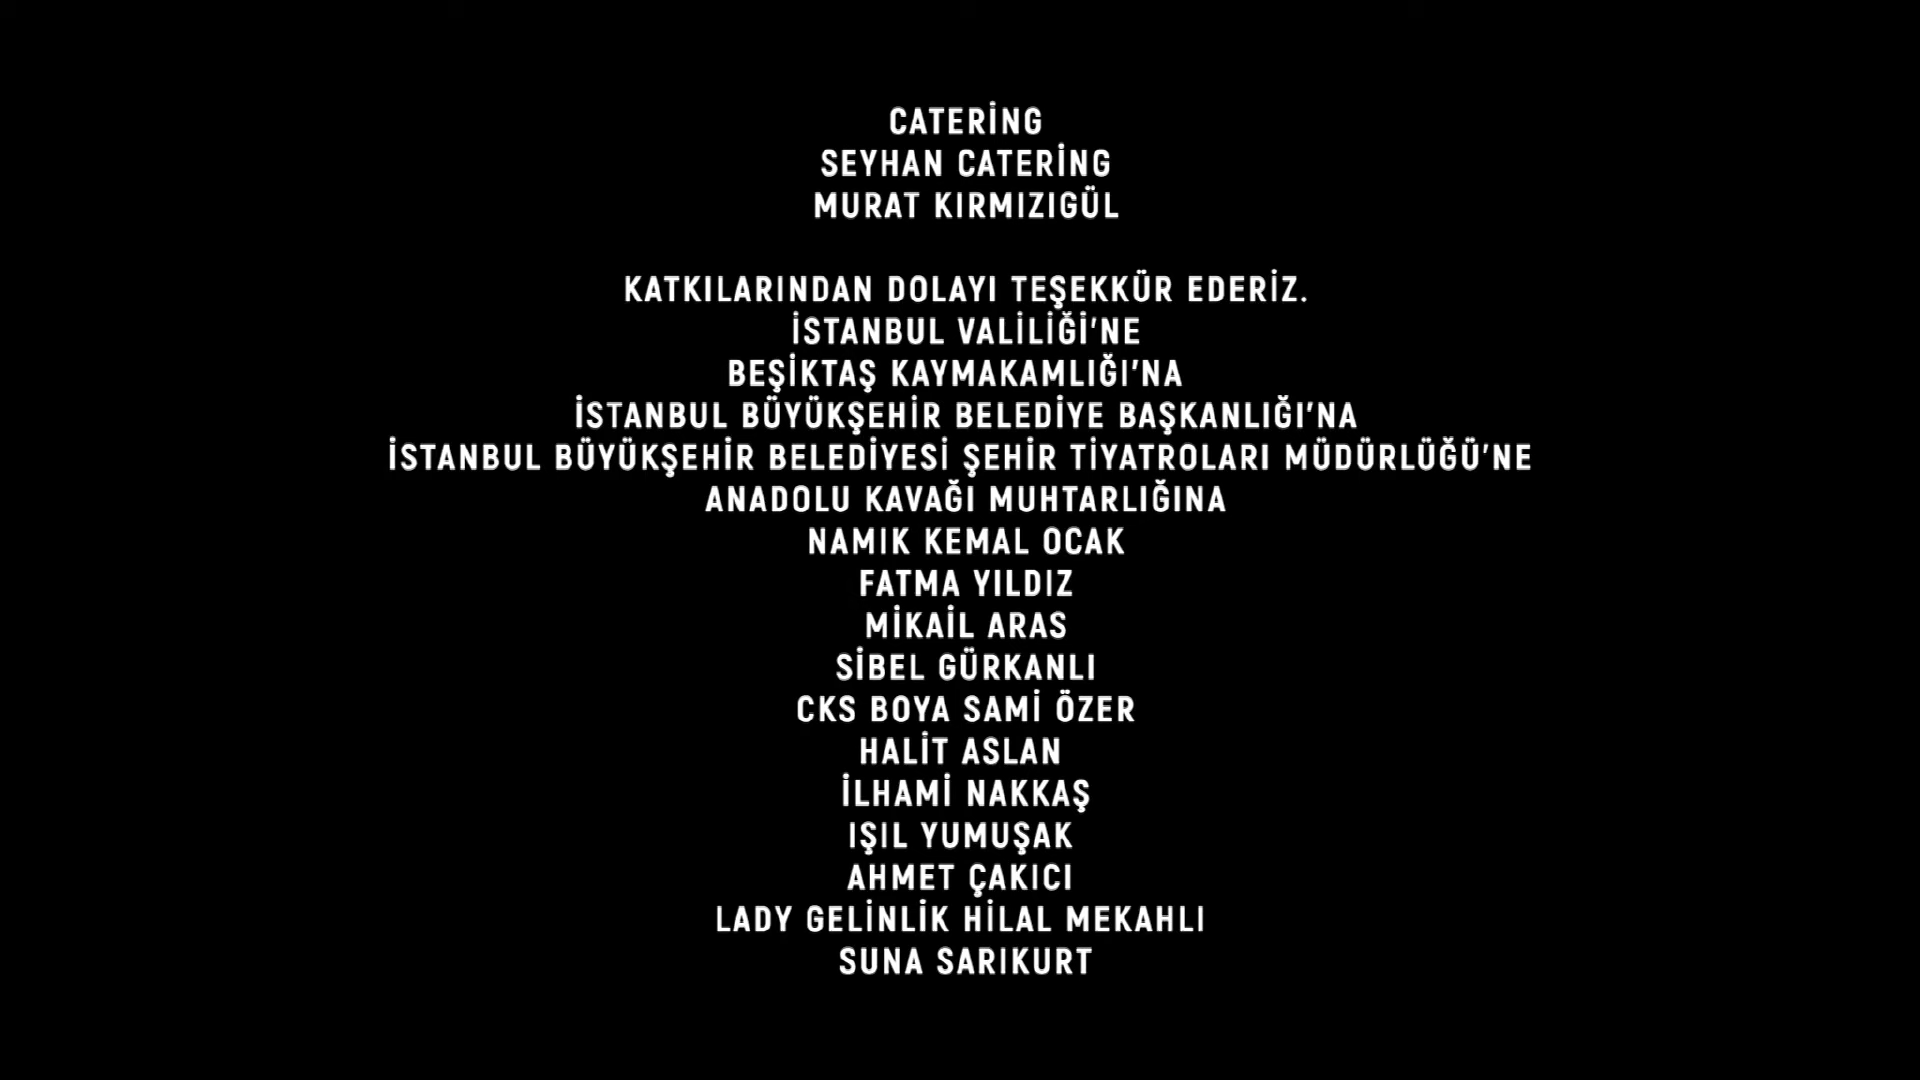 CATERİNG
SEYHAN CATERİNG
MURAT KIRMIZIGÜL
KATKILARINDAN DOLAYI TEŞEKKÜR EDERİZ.
İSTANBUL VALİLİĞİ'NE
BEŞİKTAŞ KAYMAKAMLIĞI'NA
İSTANBUL BÜYÜKŞEHİR BELEDİYE BAŞKANLIĞI'NA
İSTANBUL BÜYÜKŞEHİR BELEDİYESİ ŞEHİR TİYATROLARI MÜDÜRLÜĞÜ'NE
ANADOLU KAVAĞI MUHTARLIĞINA
NAMIK KEMAL OCAK
FATMA YILDIZ
MİKAİL ARAS
SİBEL GÜRKANLI
CKS BOYA SAMİ ÖZER
HALİT ASLAN
İLHAMİ NAKKAŞ
IŞIL YUMUŞAK
AHMET ÇAKICI
LADY GELİNLİK HİLAL MEKAHLI
SUNA SARIKURT